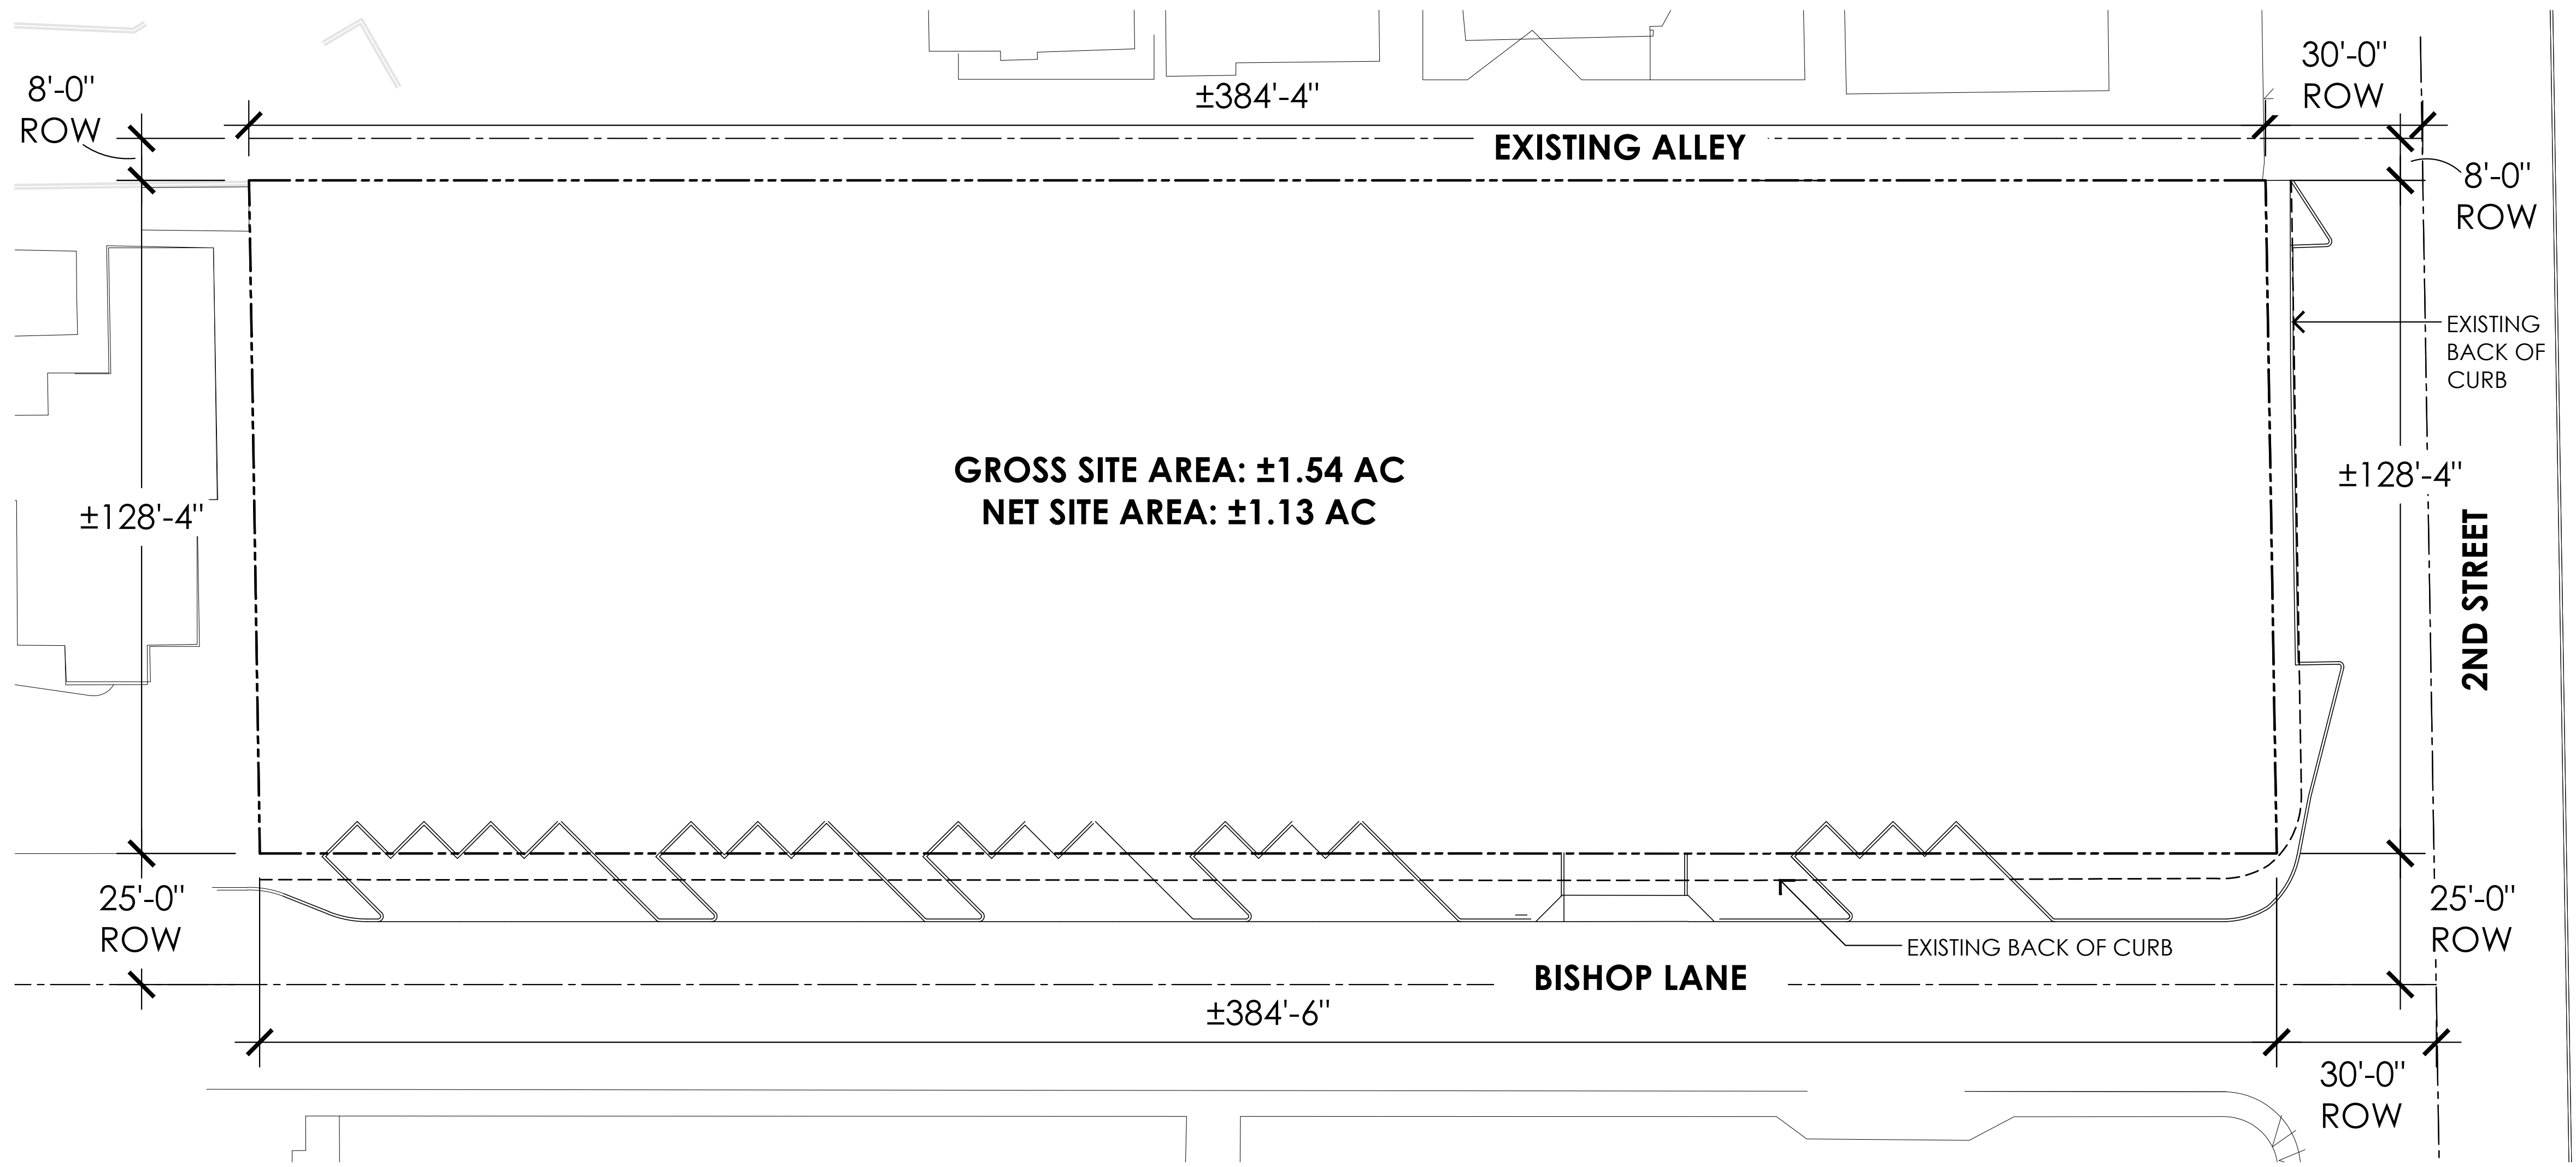 8'-0"
ROW
±384'-4"
30'-0"
ROW
EXISTING ALLEY
8'-0"
ROW
EXISTING
BACK OF
CURB
GROSS SITE AREA: ±1.54 AC
NET SITE AREA: ±1.13 AC
±128'-4"
±128'-4"
2ND STREET
25'-0"
ROW
25'-0"
ROW
EXISTING BACK OF CURB
BISHOP LANE
±384'-6"
30'-0"
ROW